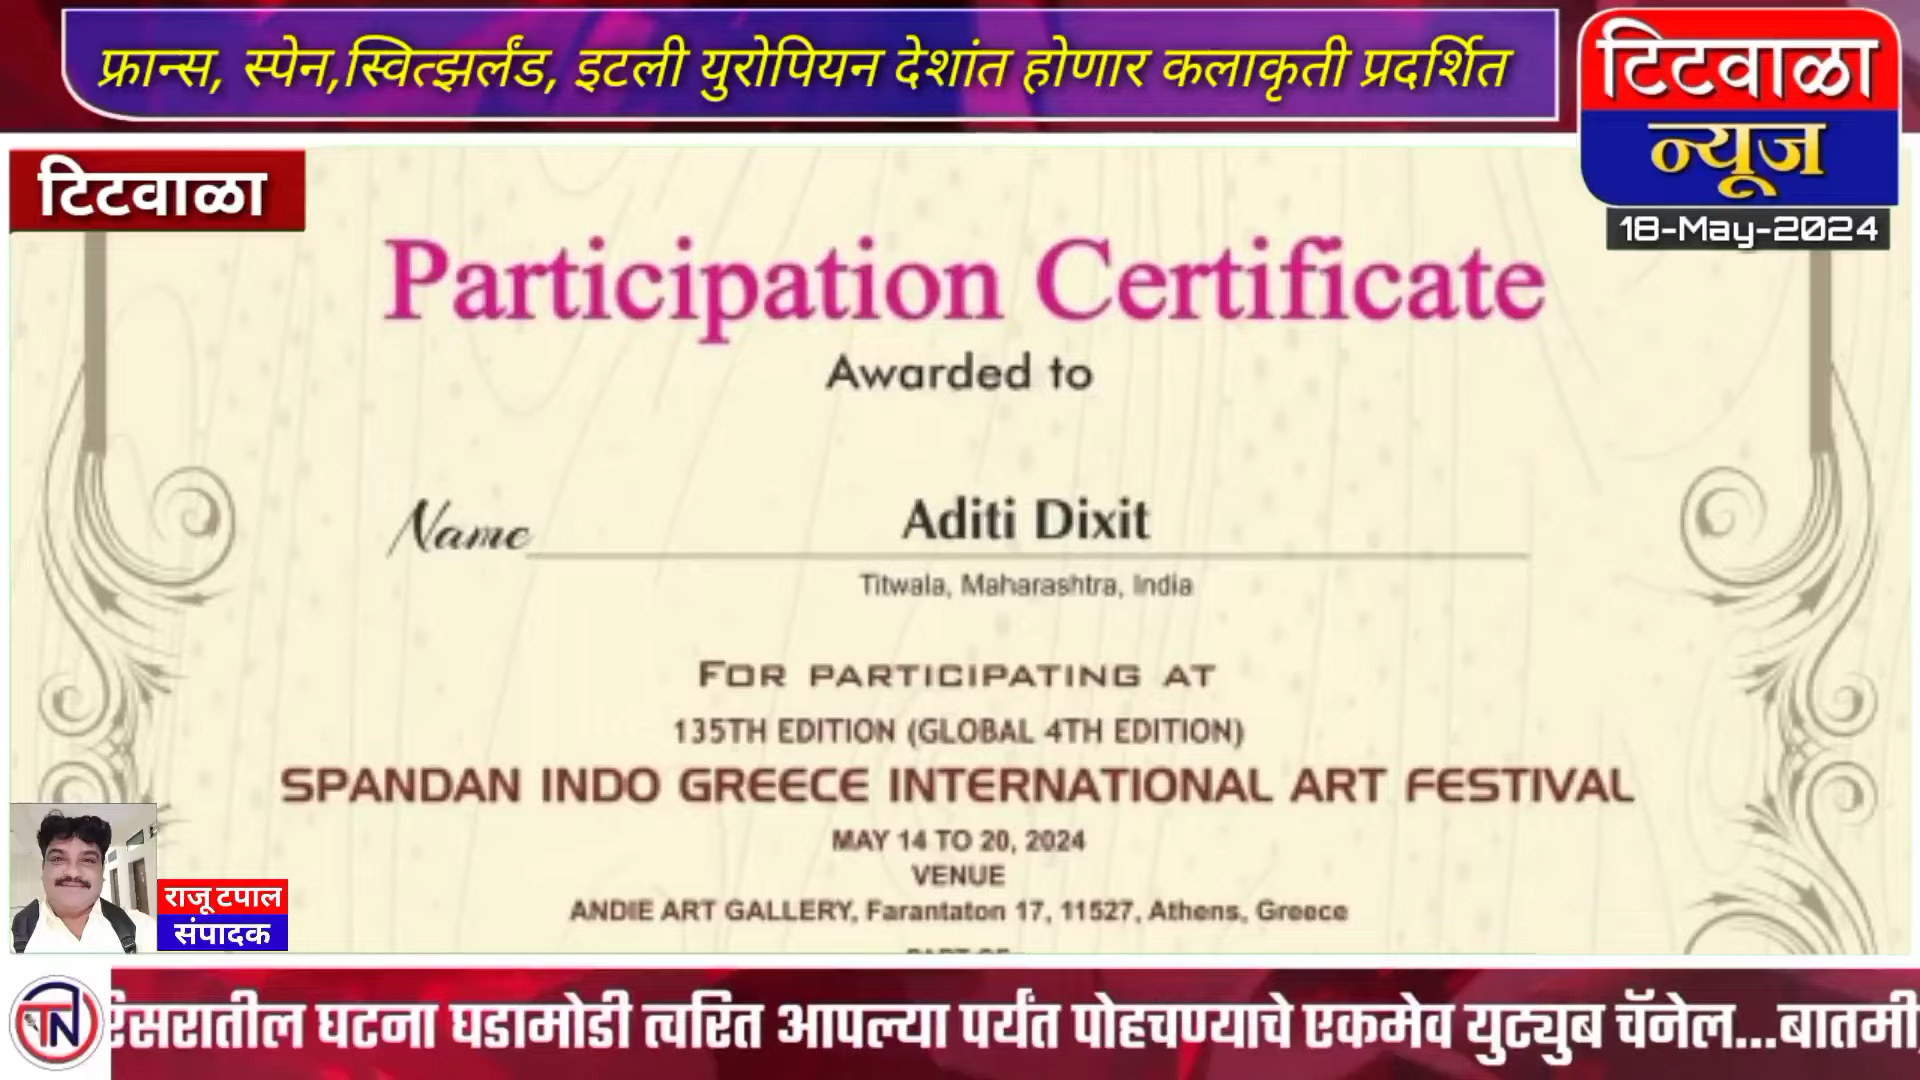 फ्रान्स, स्पेन,स्वित्झर्लंड, इटली युरोपियन देशांत होणार कलाकृती प्रदर्शित
टिटवाळा
न्यूज
18-May-2024
टिटवाळा
Participation Certificate
Awarded to
Name Aditi Dixit
Titwala, Maharashtra, India
FOR PARTICIPATING AT
135TH EDITION (GLOBAL 4TH EDITION)
SPANDAN INDO GREECE INTERNATIONAL ART FESTIVAL
MAY 14 TO 20, 2024
VENUE
ANDIE ART GALLERY, Farantaton 17, 11527, Athens, Greece
राजू टपाल
संपादक
TN
घटना घडामोडी त्वरित आपल्या पर्यंत पोहचण्याचे एकमेव युट्युब चॅनेल...बातमी